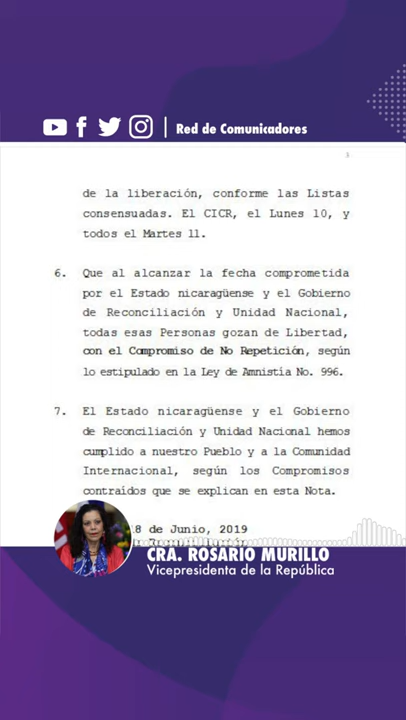 Red de Comunicadores
3
de la liberación, conforme las Listas
consensuadas. El CICR, el Lunes 10, y
todos el Martes 11.
6. Que al alcanzar la fecha comprometida
por el Estado nicaragüense y el Gobierno
de Reconciliación y Unidad Nacional,
todas esas Personas gozan de Libertad,
con el Compromiso de No Repetición, según
lo estipulado en la Ley de Amnistía No. 996.
7. El Estado nicaragüense y el Gobierno
de Reconciliación y Unidad Nacional hemos
cumplido a nuestro Pueblo y a la Comunidad
Internacional, según los Compromisos
contraídos que se explican en esta Nota.
8 de Junio, 2019
CRA. ROSARIO MURILLO
Vicepresidenta de la República